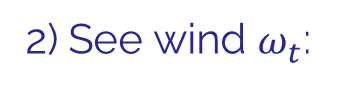 2) See wind ωₜ: